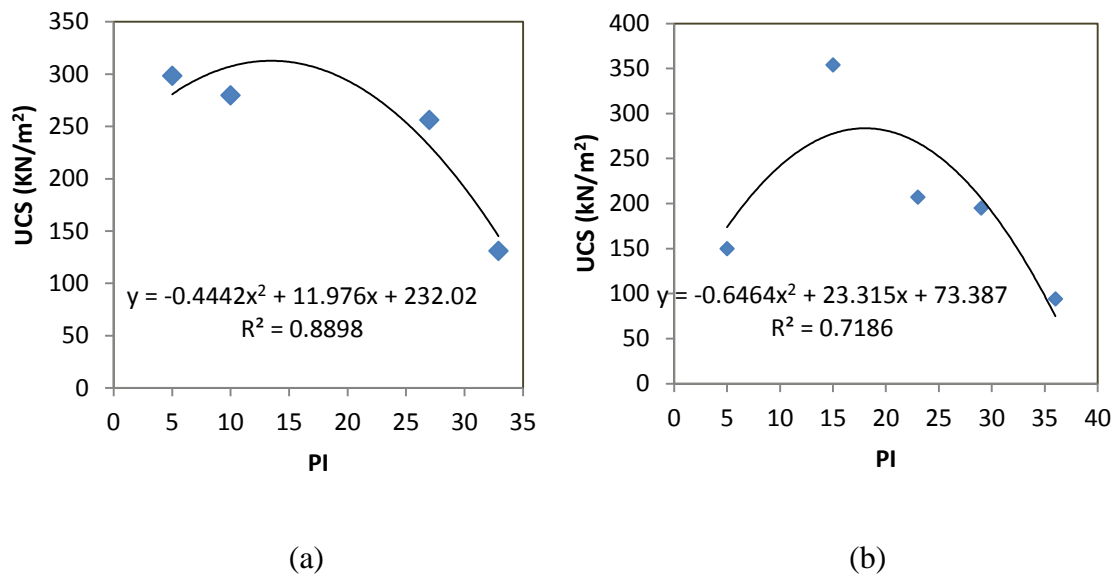 350
300
250
200
150
100
50
0
UCS (KN/m²)
y = -0.4442x² + 11.976x + 232.02
R² = 0.8898
0 5 10 15 20 25 30 35
PI
(a)
400
350
300
250
200
150
100
50
0
UCS (kN/m²)
y = -0.6464x² + 23.315x + 73.387
R² = 0.7186
0 5 10 15 20 25 30 35 40
PI
(b)